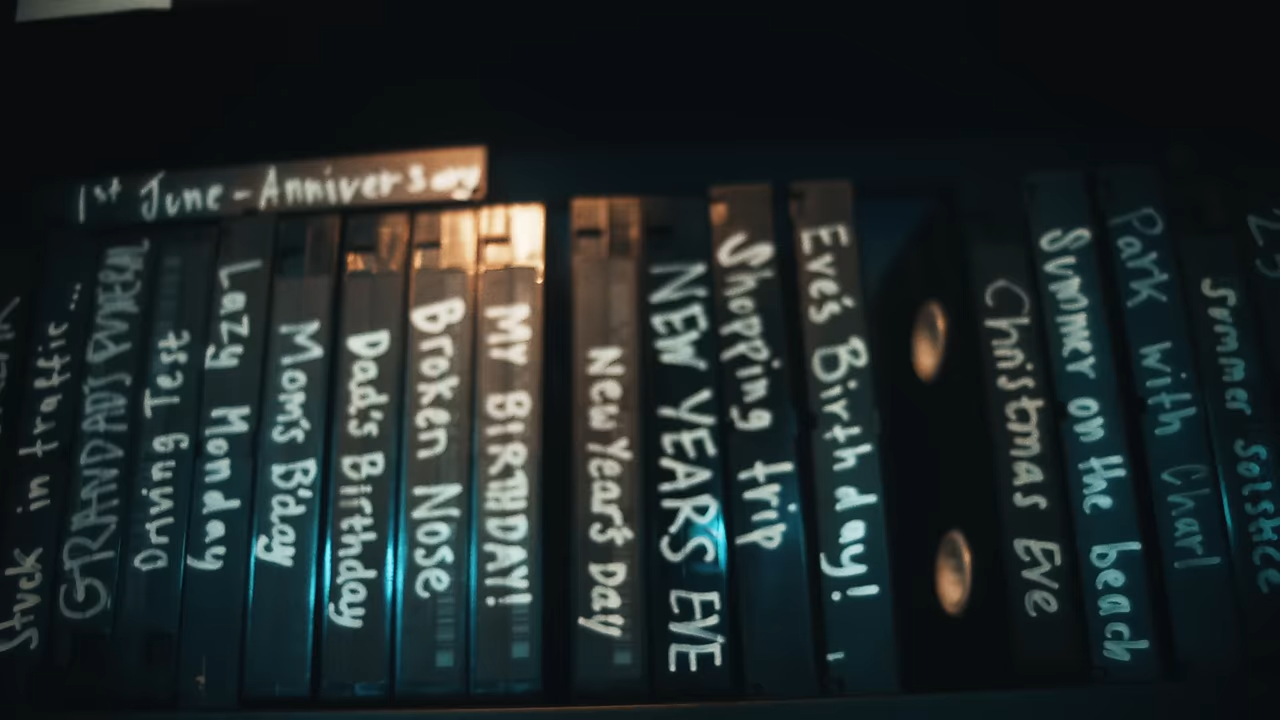 1st June - Anniversary
Stuck in traffic...
GRANDAD'S FUNERAL
Driving Test
Lazy Monday
Mom's B'day
Dad's Birthday
Broken Nose
MY BIRTHDAY!
New Year's Day
NEW YEARS EVE
Shopping trip
Eve's Birthday!
Christmas Eve
Summer on the beach
Park with Charl
Summer Solstice